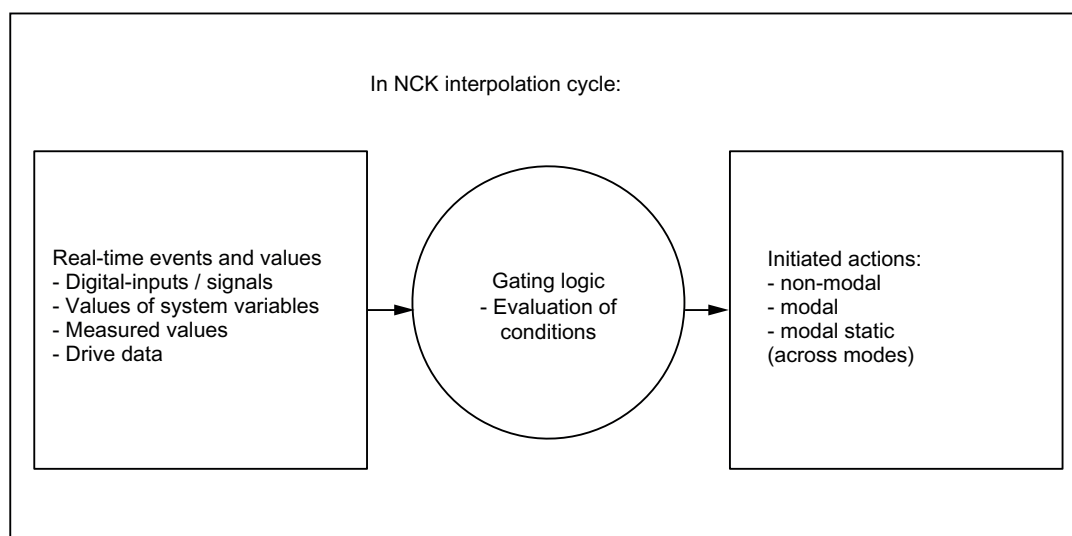 In NCK interpolation cycle:
Real-time events and values
- Digital-inputs / signals
- Values of system variables
- Measured values
- Drive data
Gating logic
- Evaluation of
conditions
Initiated actions:
- non-modal
- modal
- modal static
(across modes)